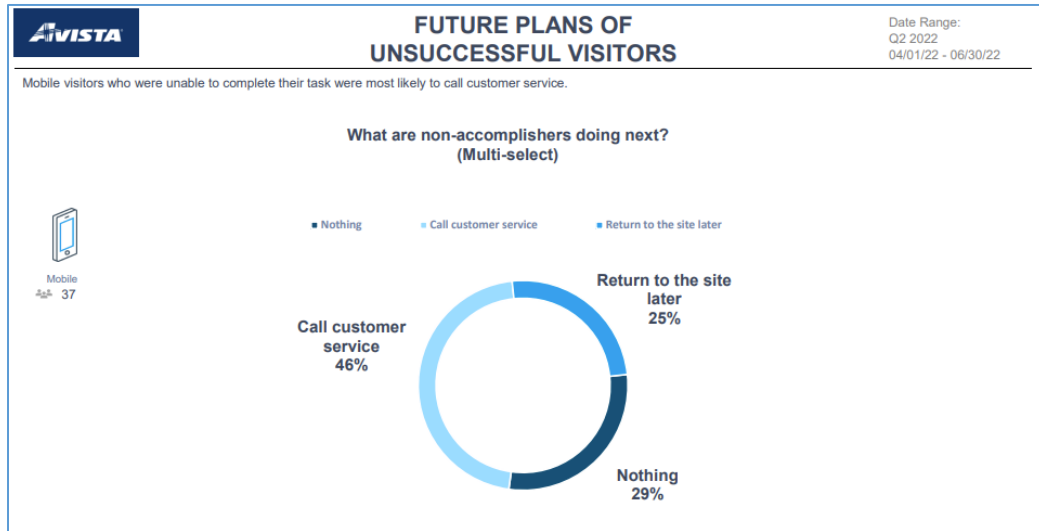 AVISTA
FUTURE PLANS OF
UNSUCCESSFUL VISITORS
Date Range:
Q2 2022
04/01/22 - 06/30/22
Mobile visitors who were unable to complete their task were most likely to call customer service.
What are non-accomplishers doing next?
(Multi-select)
Nothing
Call customer service
Return to the site later
Mobile
37
Return to the site
later
25%
Call customer
service
46%
Nothing
29%